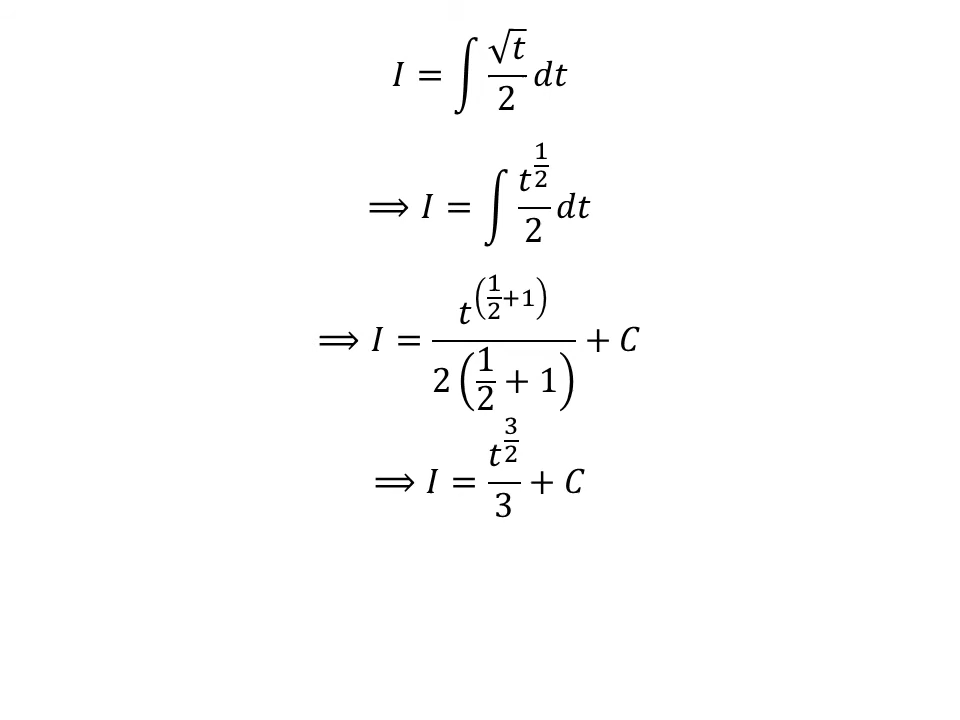 I = ∫ √t/2 dt
⟹ I = ∫ t^(1/2)/2 dt
⟹ I = t^(1/2+1)/(2(1/2+1)) + C
⟹ I = t^(3/2)/3 + C